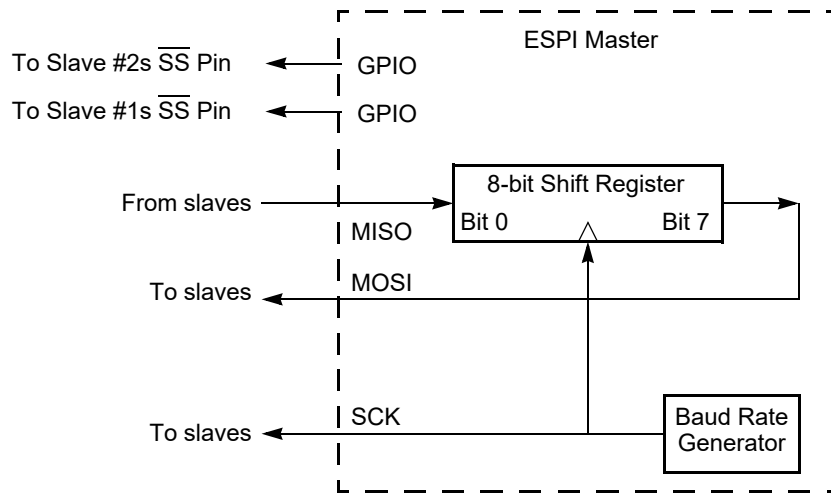 ESPI Master
To Slave #2s SS Pin
GPIO
To Slave #1s SS Pin
GPIO
8-bit Shift Register
From slaves
Bit 0
Bit 7
MISO
MOSI
To slaves
SCK
To slaves
Baud Rate
Generator